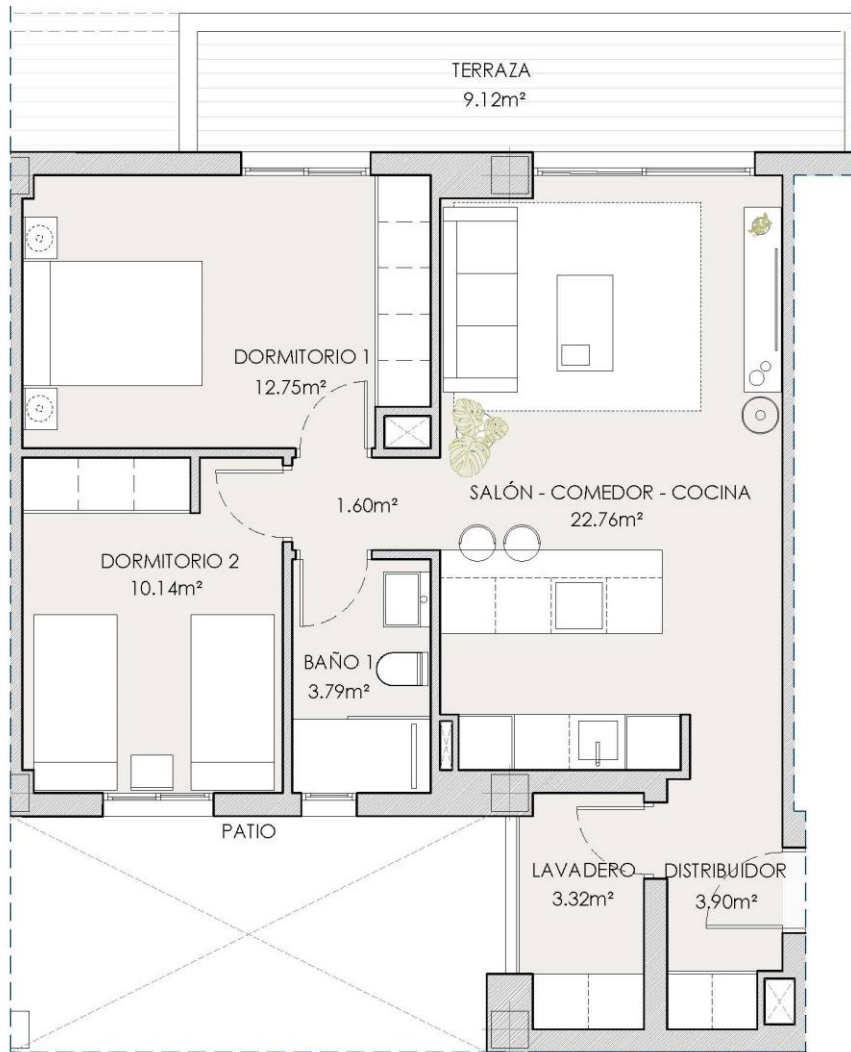 TERRAZA
9.12m²
DORMITORIO 1
12.75m²
1.60m²
SALÓN - COMEDOR - COCINA
22.76m²
DORMITORIO 2
10.14m²
BAÑO 1
3.79m²
PATIO
LAVADERO
3.32m²
DISTRIBUIDOR
3.90m²